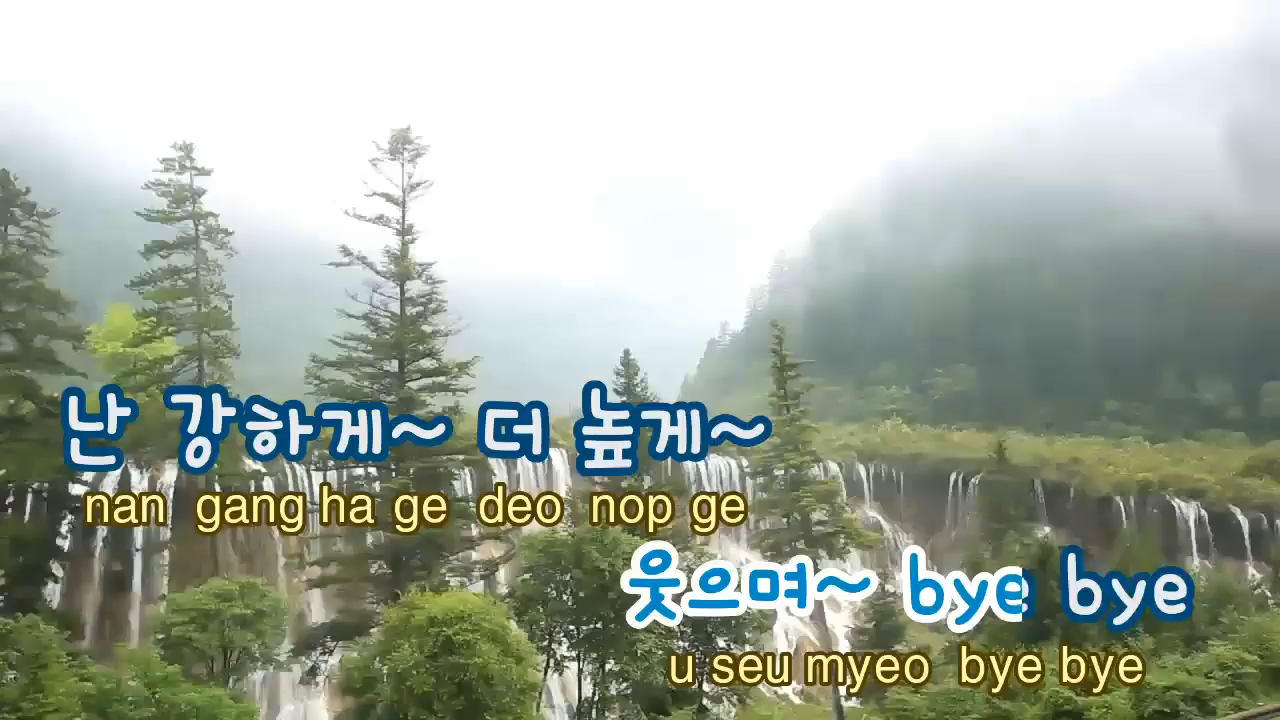 난 강하게~ 더 높게~
nan gang ha ge deo nop ge
웃으며~ bye bye
u seu myeo bye bye